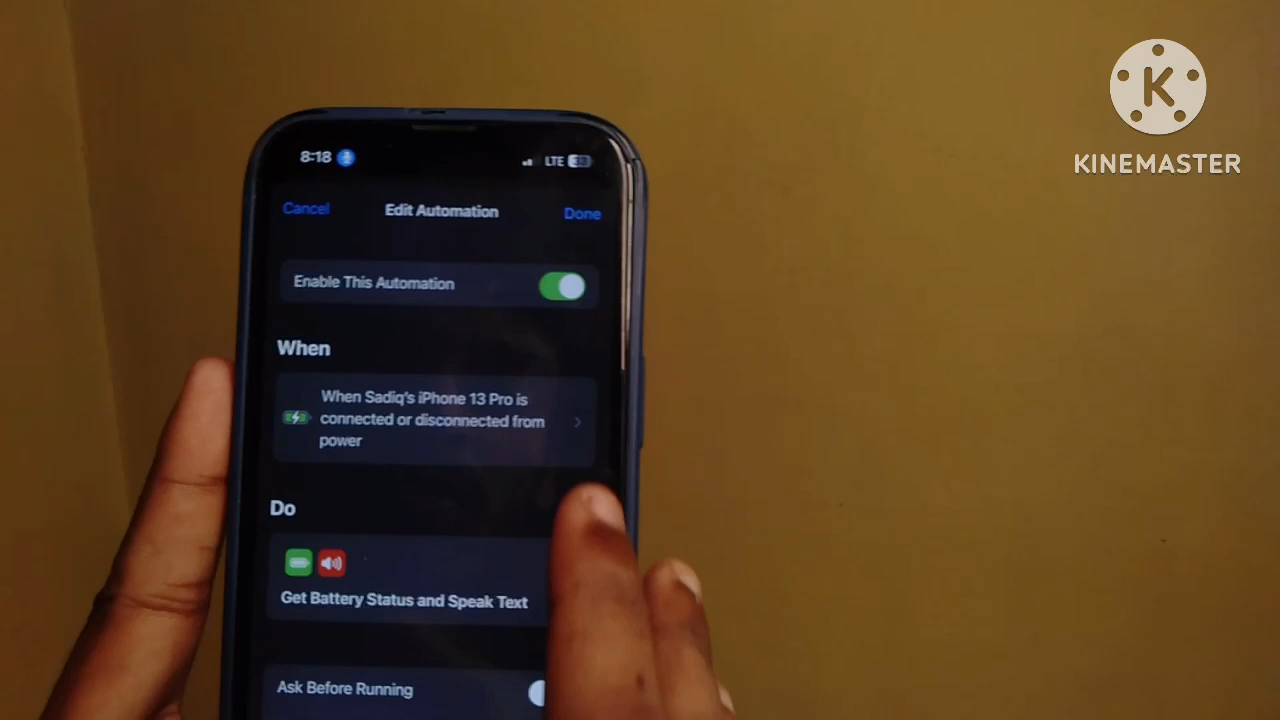 8:18
LTE
K
KINEMASTER
Cancel
Edit Automation
Done
Enable This Automation
When
When Sadiq's iPhone 13 Pro is
connected or disconnected from
power
Do
Get Battery Status and Speak Text
Ask Before Running